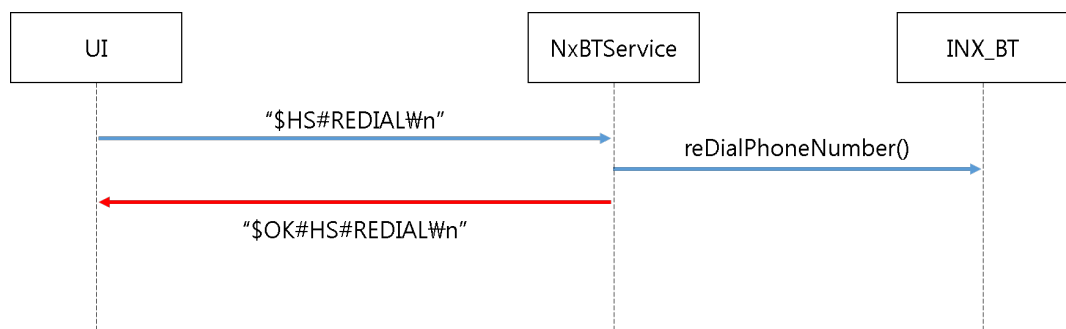 UI
NxBTService
INX_BT
“$HS#REDIAL₩n”
reDialPhoneNumber()
“$OK#HS#REDIAL₩n”